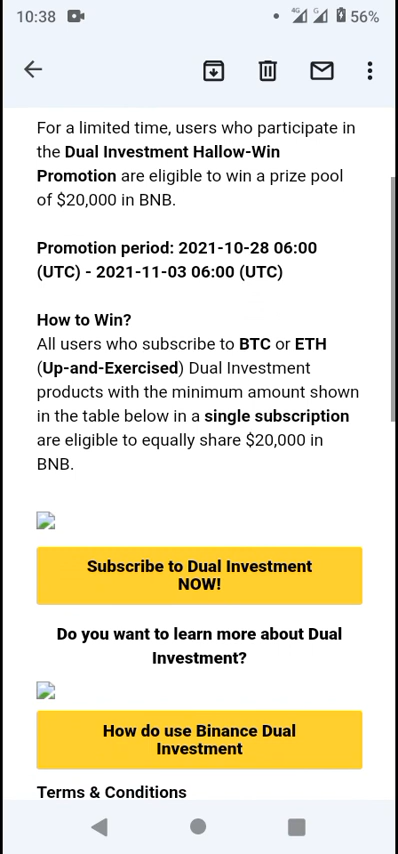 10:38
4G G 56%
For a limited time, users who participate in
the Dual Investment Hallow-Win
Promotion are eligible to win a prize pool
of $20,000 in BNB.
Promotion period: 2021-10-28 06:00
(UTC) - 2021-11-03 06:00 (UTC)
How to Win?
All users who subscribe to BTC or ETH
(Up-and-Exercised) Dual Investment
products with the minimum amount shown
in the table below in a single subscription
are eligible to equally share $20,000 in
BNB.
Subscribe to Dual Investment
NOW!
Do you want to learn more about Dual
Investment?
How do use Binance Dual
Investment
Terms & Conditions